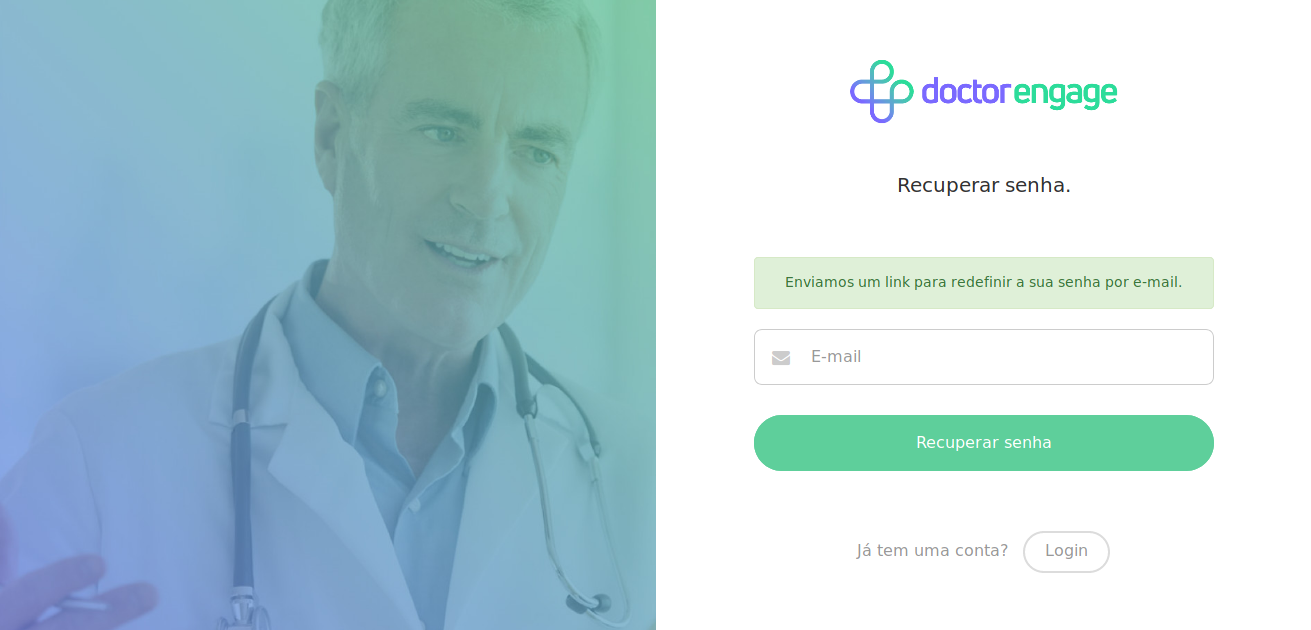 doctorengage
Recuperar senha.
Enviamos um link para redefinir a sua senha por e-mail.
E-mail
Recuperar senha
Já tem uma conta? Login